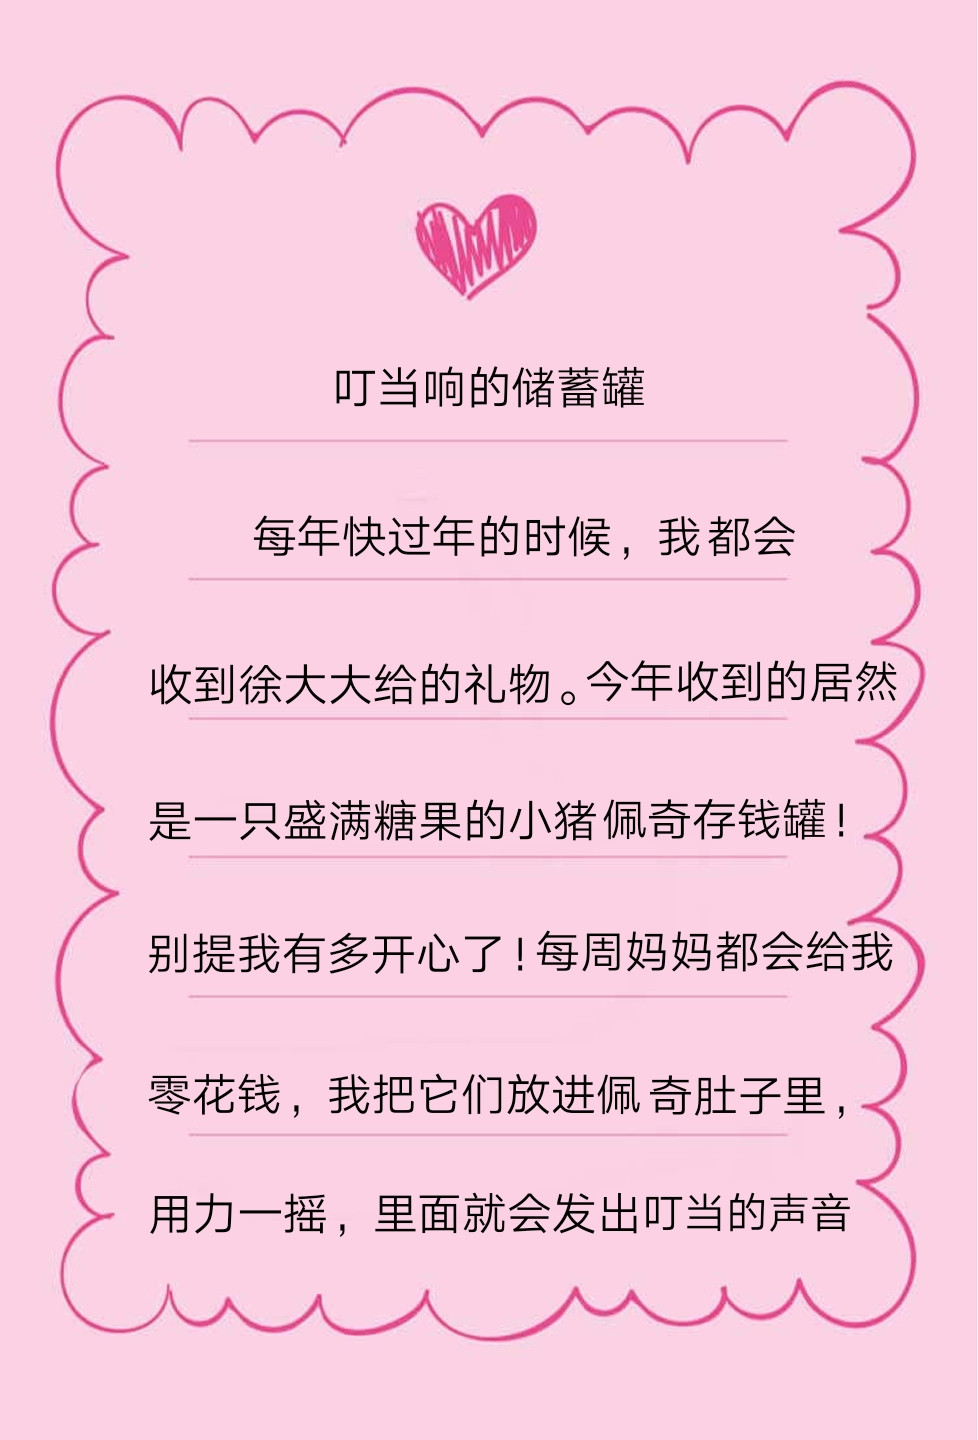 叮当响的储蓄罐
每年快过年的时候，我都会
收到徐大大给的礼物。今年收到的居然
是一只盛满糖果的小猪佩奇存钱罐！
别提我有多开心了！每周妈妈都会给我
零花钱，我把它们放进佩奇肚子里，
用力一摇，里面就会发出叮当的声音